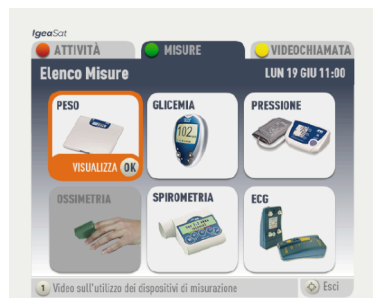 IgeaSat
ATTIVITÀ MISURE VIDEOCHIAMATA
Elenco Misure LUN 19 GIU 11:00
PESO GLICEMIA PRESSIONE
102
VISUALIZZA OK
OSSIMETRIA SPIROMETRIA ECG
1 Video sull'utilizzo dei dispositivi di misurazione Esci